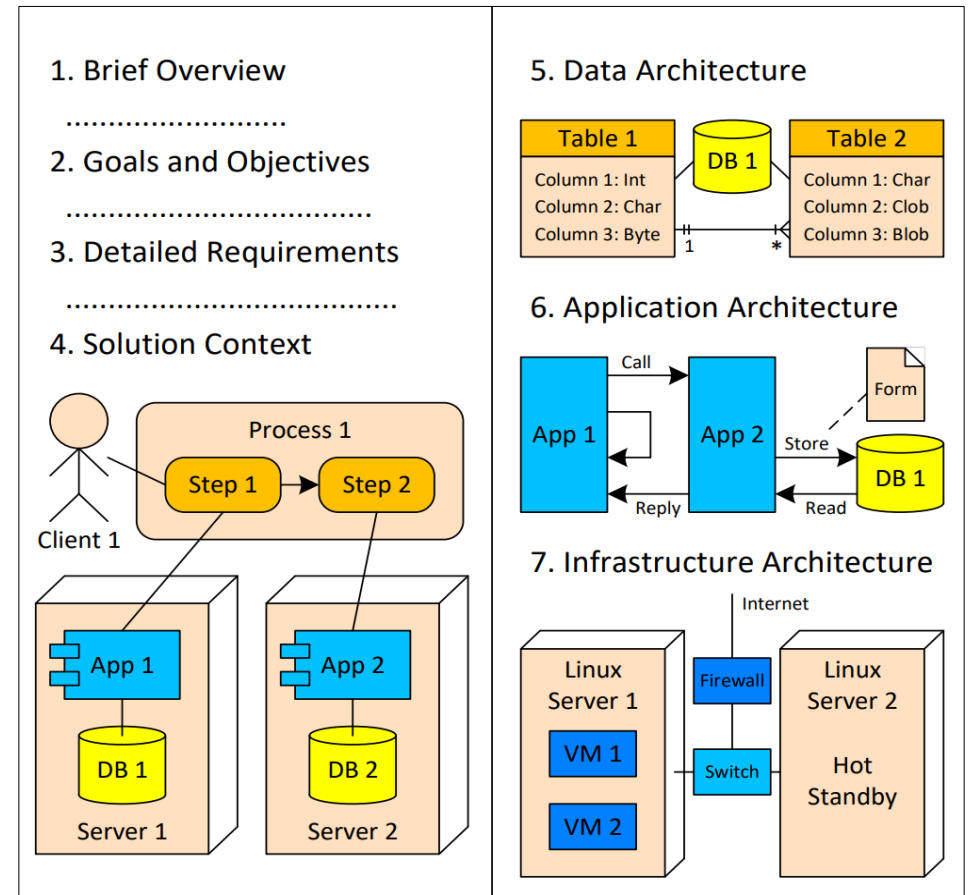 1. Brief Overview
..........................
2. Goals and Objectives
....................................
3. Detailed Requirements
.......................................
4. Solution Context
Process 1
Step 1
Step 2
Client 1
App 1
DB 1
Server 1
App 2
DB 2
Server 2
5. Data Architecture
Table 1
Column 1: Int
Column 2: Char
Column 3: Byte
DB 1
1
*
Table 2
Column 1: Char
Column 2: Clob
Column 3: Blob
6. Application Architecture
App 1
Call
Reply
App 2
Store
Read
Form
DB 1
7. Infrastructure Architecture
Internet
Linux
Server 1
VM 1
VM 2
Firewall
Switch
Linux
Server 2
Hot
Standby